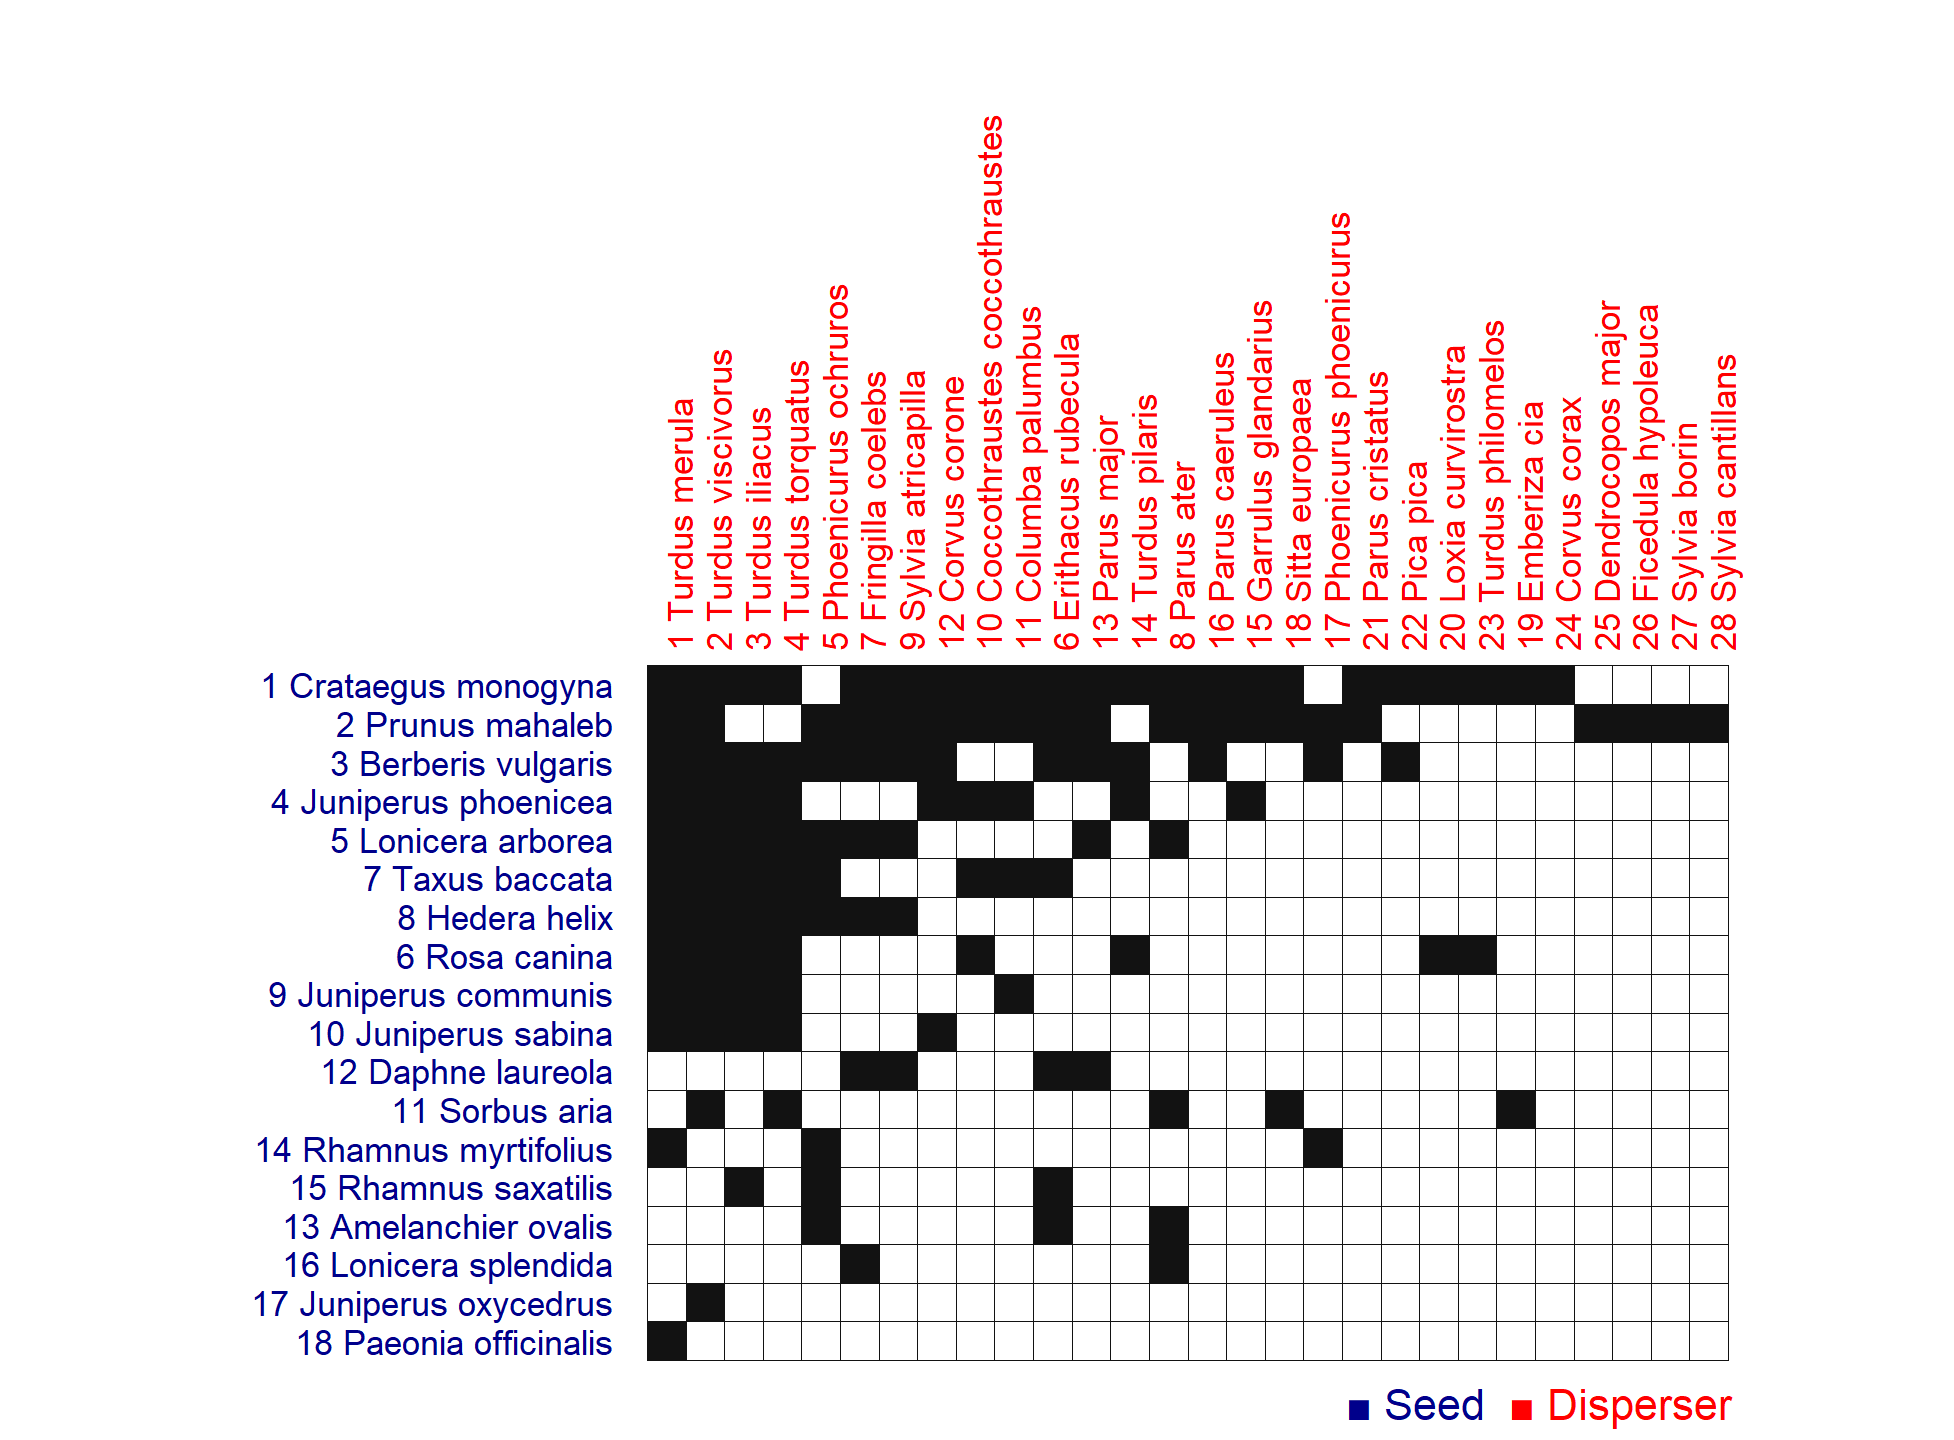 1 Turdus merula
2 Turdus viscivorus
3 Turdus iliacus
4 Turdus torquatus
5 Phoenicurus ochruros
7 Fringilla coelebs
9 Sylvia atricapilla
12 Corvus corone
10 Coccothraustes coccothraustes
11 Columba palumbus
6 Erithacus rubecula
13 Parus major
14 Turdus pilaris
8 Parus ater
16 Parus caeruleus
15 Garrulus glandarius
18 Sitta europaea
17 Phoenicurus phoenicurus
21 Parus cristatus
22 Pica pica
20 Loxia curvirostra
23 Turdus philomelos
19 Emberiza cia
24 Corvus corax
25 Dendrocopos major
26 Ficedula hypoleuca
27 Sylvia borin
28 Sylvia cantillans
1 Crataegus monogyna
2 Prunus mahaleb
3 Berberis vulgaris
4 Juniperus phoenicea
5 Lonicera arborea
7 Taxus baccata
8 Hedera helix
6 Rosa canina
9 Juniperus communis
10 Juniperus sabina
12 Daphne laureola
11 Sorbus aria
14 Rhamnus myrtifolius
15 Rhamnus saxatilis
13 Amelanchier ovalis
16 Lonicera splendida
17 Juniperus oxycedrus
18 Paeonia officinalis
Seed Disperser